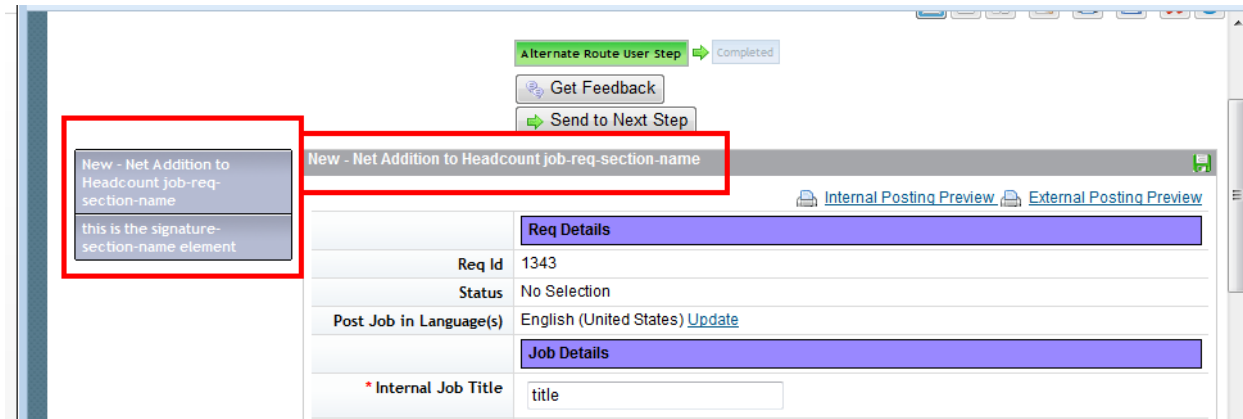 Alternate Route User Step
Completed
Get Feedback
Send to Next Step
New - Net Addition to
Headcount job-req-
section-name
this is the signature-
section-name element
New - Net Addition to Headcount job-req-section-name
Internal Posting Preview External Posting Preview
Req Details
Req Id 1343
Status No Selection
Post Job in Language(s) English (United States) Update
Job Details
* Internal Job Title title